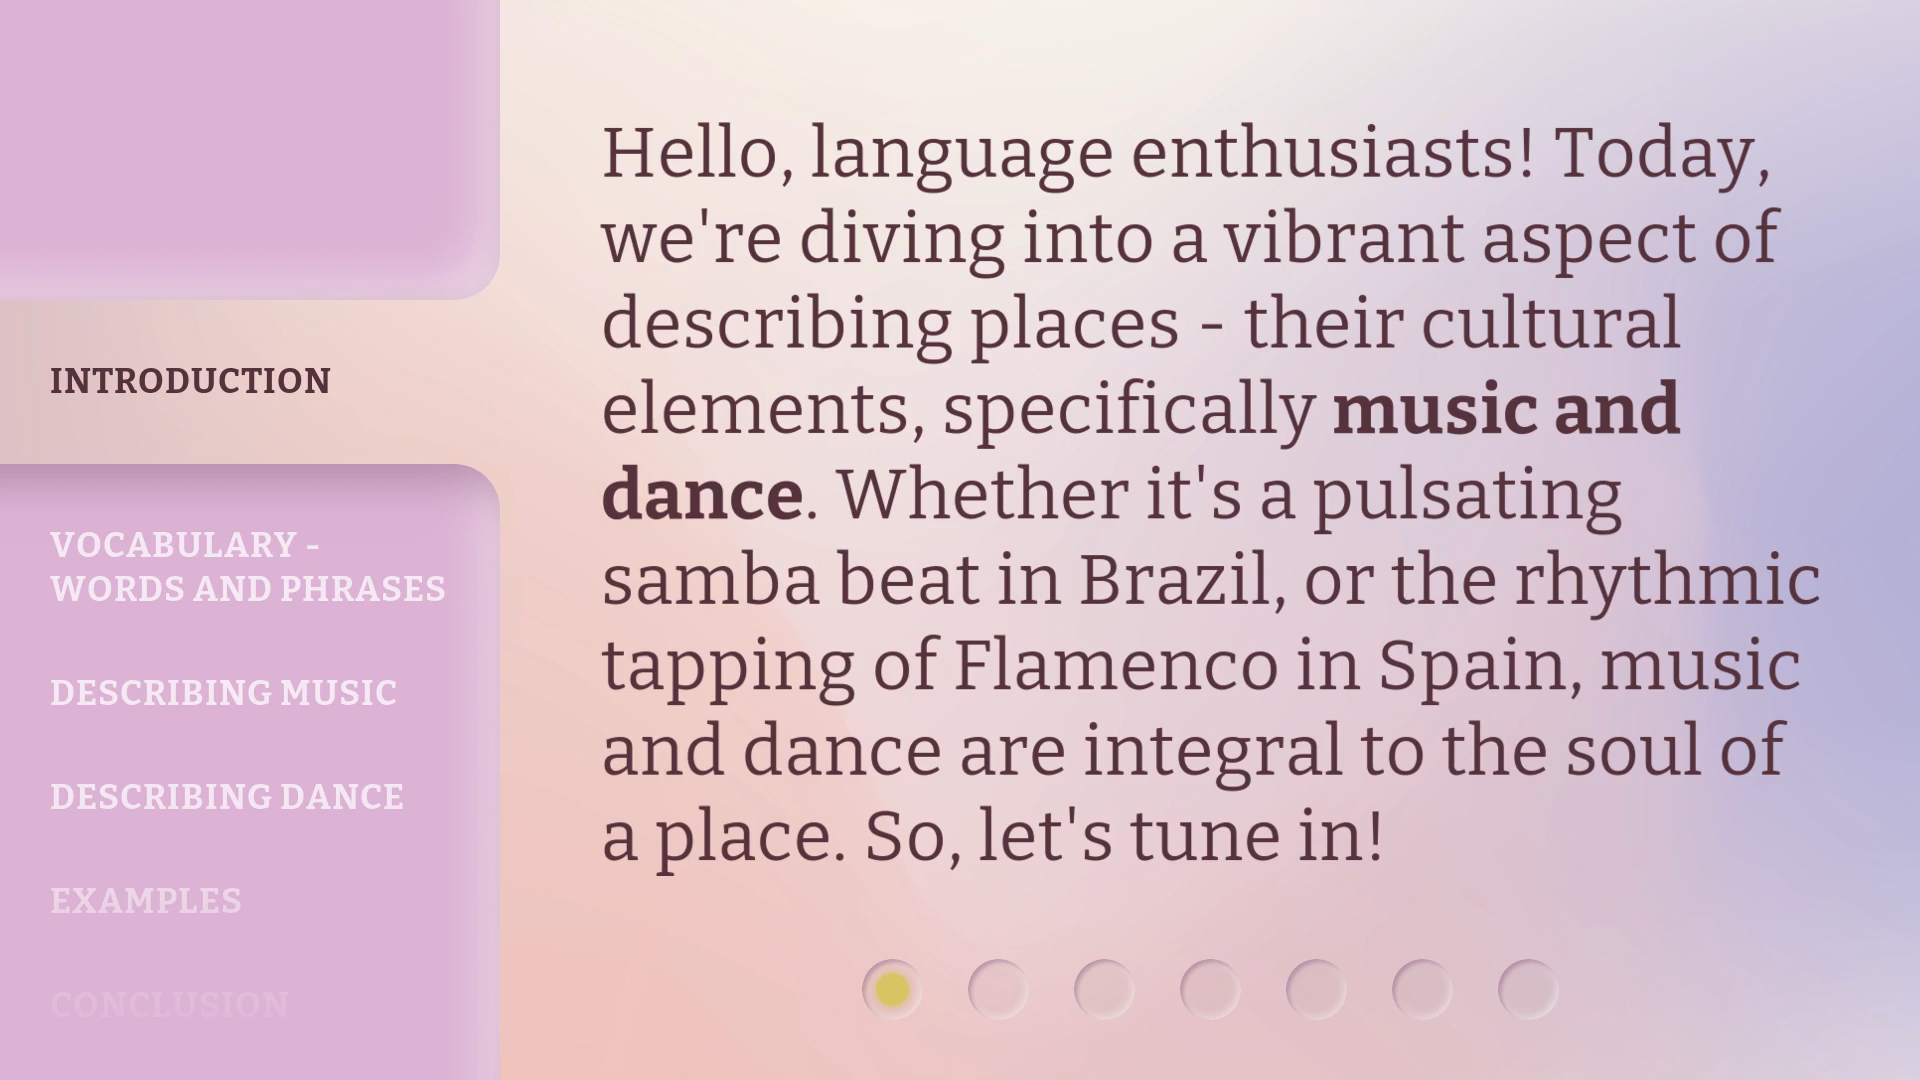 INTRODUCTION
VOCABULARY -
WORDS AND PHRASES
DESCRIBING MUSIC
DESCRIBING DANCE
EXAMPLES
CONCLUSION
Hello, language enthusiasts! Today,
we're diving into a vibrant aspect of
describing places - their cultural
elements, specifically music and
dance. Whether it's a pulsating
samba beat in Brazil, or the rhythmic
tapping of Flamenco in Spain, music
and dance are integral to the soul of
a place. So, let's tune in!